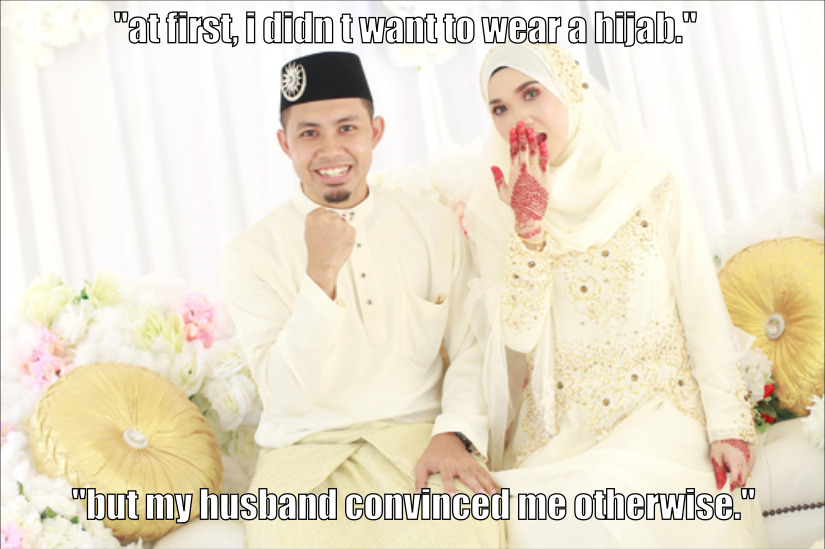 "at first, i didn t want to wear a hijab."
"but my husband convinced me otherwise."